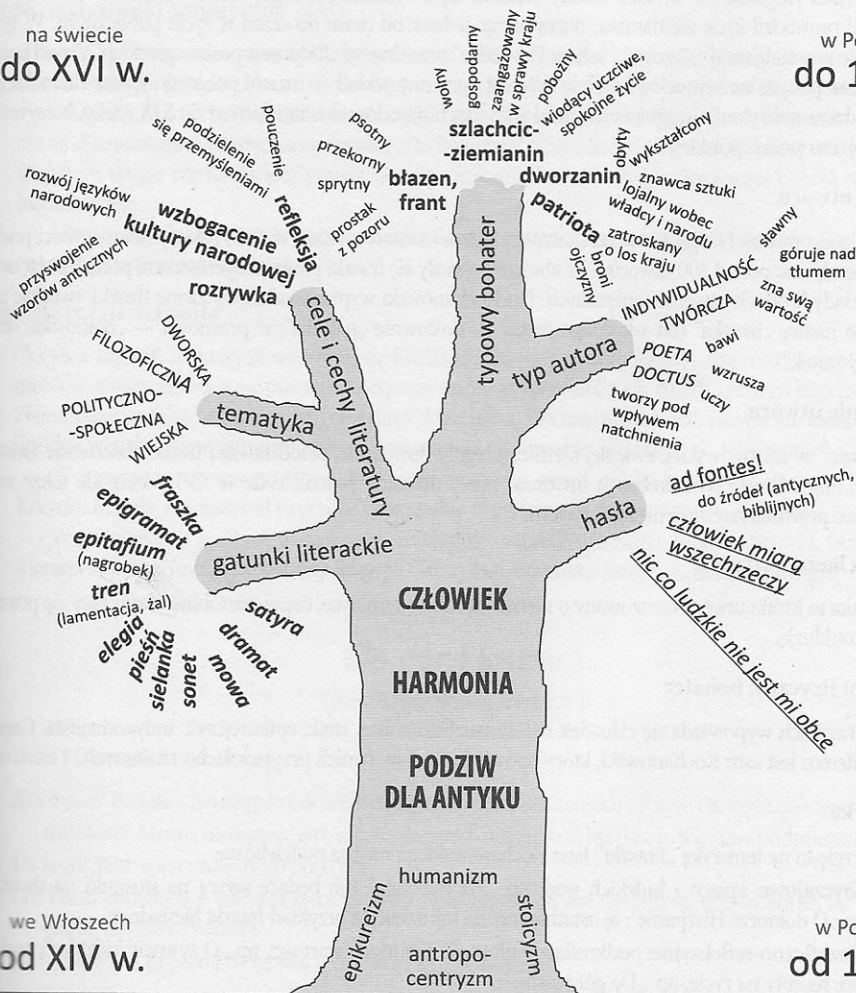 na świecie
do XVI w.
w Po
do 1
wolny
gospodarny
zaangażowany
w sprawy kraju
pobożny
wiodący uczciwe,
spokojne życie
szlachcic-
-ziemianin
psotny
przekorny
sprytny
prostak
z pozoru
błazen,
frant
dworzanin
obyty
wykształcony
znawca sztuki
lojalny wobec
władcy i narodu
patriota
zatroskany
o los kraju
broni
ojczyzny
pouczenie
podzielenie
się przemyśleniami
refleksja
rozwój języków
narodowych
przyswojenie
wzorów antycznych
wzbogacenie
kultury narodowej
rozrywka
typowy bohater
cele i cechy literatury
typ autora
INDYWIDUALNOŚĆ
TWÓRCZA
sławny
góruje nad
tłumem
zna swą
wartość
POETA
DOCTUS
bawi
wzrusza
uczy
tworzy pod
wpływem
natchnienia
DWORSKA
FILOZOFICZNA
POLITYCZNO-
-SPOŁECZNA
WIEJSKA
tematyka
hasła
ad fontes!
do źródeł (antycznych,
biblijnych)
człowiek miarą
wszechrzeczy
nic co ludzkie nie jest mi obce
gatunki literackie
fraszka
epigramat
epitafium
(nagrobek)
tren
(lamentacja, żal)
elegia
pieśń
sielanka
sonet
satyra
dramat
mowa
CZŁOWIEK
HARMONIA
PODZIW
DLA ANTYKU
humanizm
epikureizm
stoicyzm
antropo-
centryzm
we Włoszech
od XIV w.
w Po
od 1